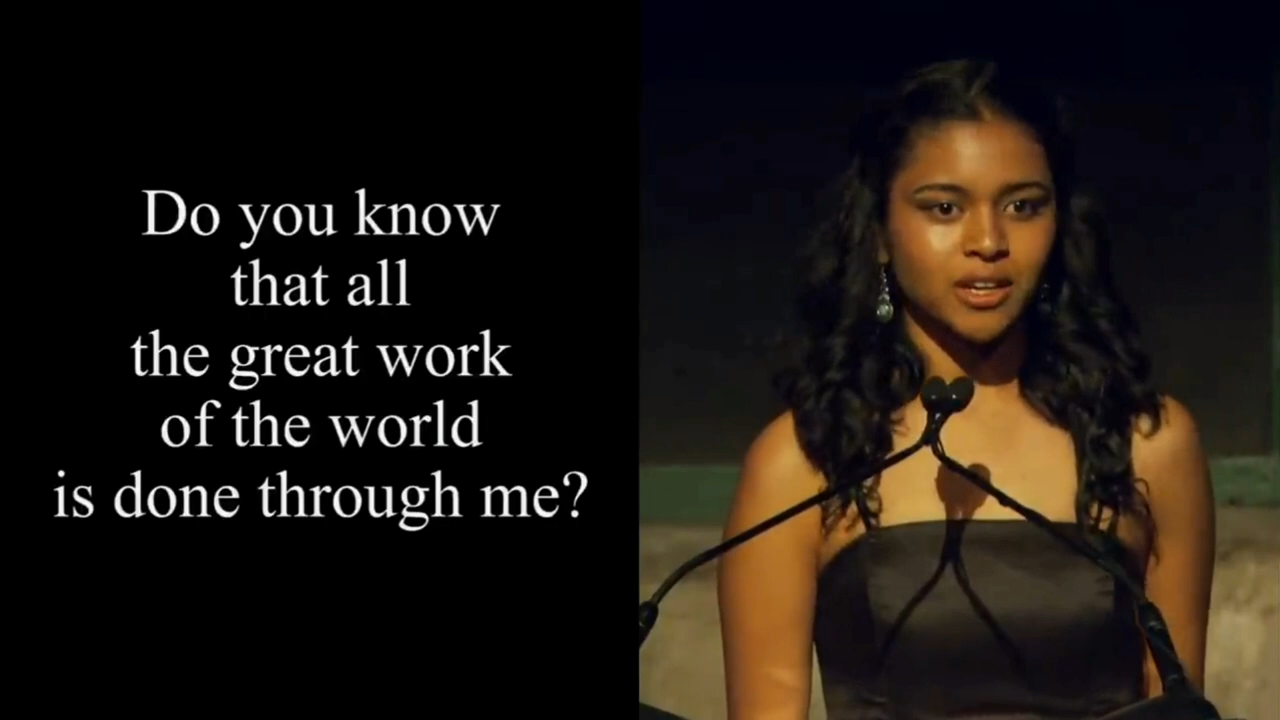 Do you know
that all
the great work
of the world
is done through me?